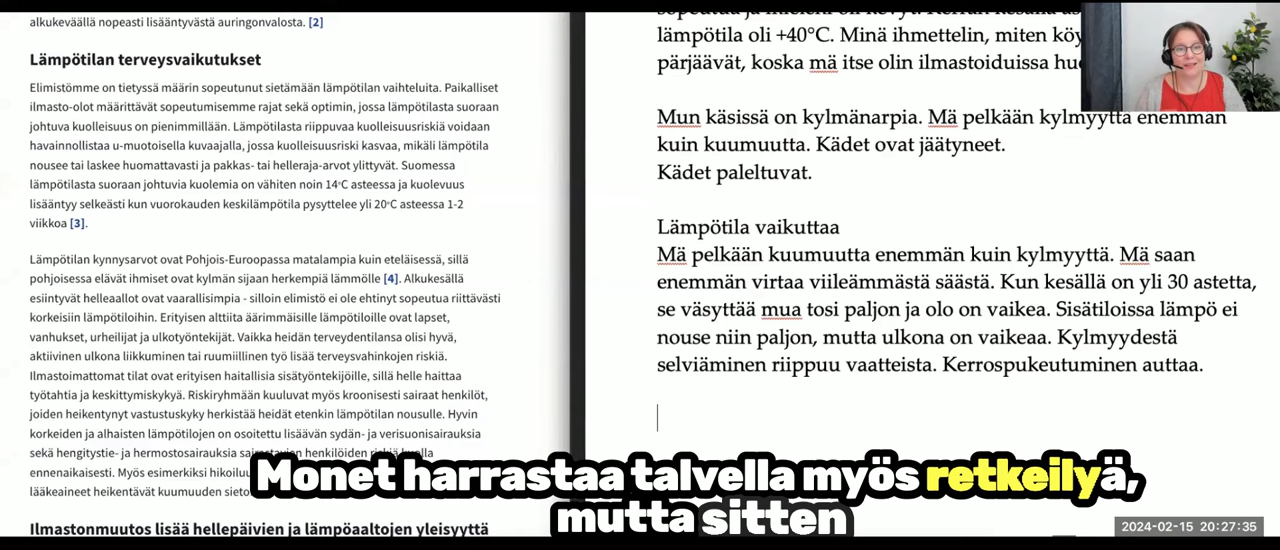 alkukeväällä nopeasti lisääntyvästä auringonvalosta. [2]
Lämpötilan terveysvaikutukset
Elimistömme on tietyssä määrin sopeutunut sietämään lämpötilan vaihteluita. Paikalliset
ilmasto-olot määrittävät sopeutumisemme rajat sekä optimin, jossa lämpötilasta suoraan
johtuva kuolleisuus on pienimmillään. Lämpötilasta riippuvaa kuolleisuusriskiä voidaan
havainnollistaa u-muotoisella kuvaajalla, jossa kuolleisuusriski kasvaa, mikäli lämpötila
nousee tai laskee huomattavasti ja pakkas- tai helleraja-arvot ylittyvät. Suomessa
lämpötilasta suoraan johtuvia kuolemia on vähiten noin 14°C asteessa ja kuolevuus
lisääntyy selkeästi kun vuorokauden keskilämpötila pysyttelee yli 20°C asteessa 1-2
viikkoa [3].
Lämpötilan kynnysarvot ovat Pohjois-Euroopassa matalampia kuin eteläisessä, sillä
pohjoisessa elävät ihmiset ovat kylmän sijaan herkempiä lämmölle [4]. Alkukesällä
esiintyvät helleaallot ovat vaarallisimpia - silloin elimistö ei ole ehtinyt sopeutua riittävästi
korkeisiin lämpötiloihin. Erityisen alttiita äärimmäisille lämpötiloille ovat lapset,
vanhukset, urheilijat ja ulkotyöntekijät. Vaikka heidän terveydentilansa olisi hyvä,
aktiivinen ulkona liikkuminen tai ruumiillinen työ lisää terveysvahinkojen riskiä.
Ilmastoimattomat tilat ovat erityisen haitallisia sisätyöntekijöille, sillä helle haittaa
työtahtia ja keskittymiskykyä. Riskiryhmään kuuluvat myös kroonisesti sairaat henkilöt,
joiden heikentynyt vastustuskyky herkistää heidät etenkin lämpötilan nousulle. Hyvin
korkeiden ja alhaisten lämpötilojen on osoitettu lisäävän sydän- ja verisuonisairauksia
sekä hengitystie- ja hermostosairauksia
ennenaikaisesti. Myös esimerkiksi
lääkeaineet heikentävät kuumuuden
Ilmastonmuutos lisää hellepäivien ja lämpöaaltojen yleisyyttä
lämpötila oli +40°C. Minä ihmettelin, miten
pärjäävät, koska mä itse olin ilmastoiduissa
Mun käsissä on kylmänarpia. Mä pelkään kylmyyttä enemmän
kuin kuumuutta. Kädet ovat jäätyneet.
Kädet paleltuvat.
Lämpötila vaikuttaa
Mä pelkään kuumuutta enemmän kuin kylmyyttä. Mä saan
enemmän virtaa viileämmästä säästä. Kun kesällä on yli 30 astetta,
se väsyttää mua tosi paljon ja olo on vaikea. Sisätiloissa lämpö ei
nouse niin paljon, mutta ulkona on vaikeaa. Kylmyydestä
selviäminen riippuu vaatteista. Kerrospukeutuminen auttaa.
Monet harrastaa talvella myös retkeilyä,
mutta sitten
2024-02-15 20:27:35